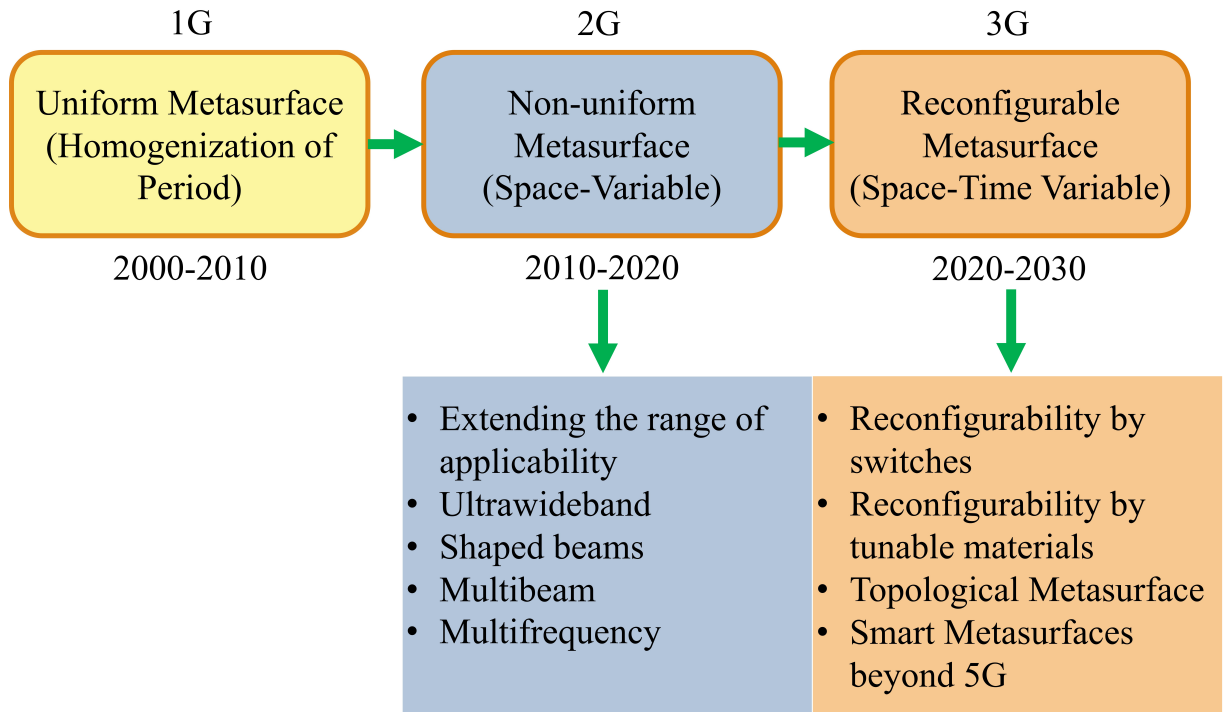 1G
Uniform Metasurface
(Homogenization of
Period)
2000-2010
2G
Non-uniform
Metasurface
(Space-Variable)
2010-2020
3G
Reconfigurable
Metasurface
(Space-Time Variable)
2020-2030
• Extending the range of
applicability
• Ultrawideband
• Shaped beams
• Multibeam
• Multifrequency
• Reconfigurability by
switches
• Reconfigurability by
tunable materials
• Topological Metasurface
• Smart Metasurfaces
beyond 5G